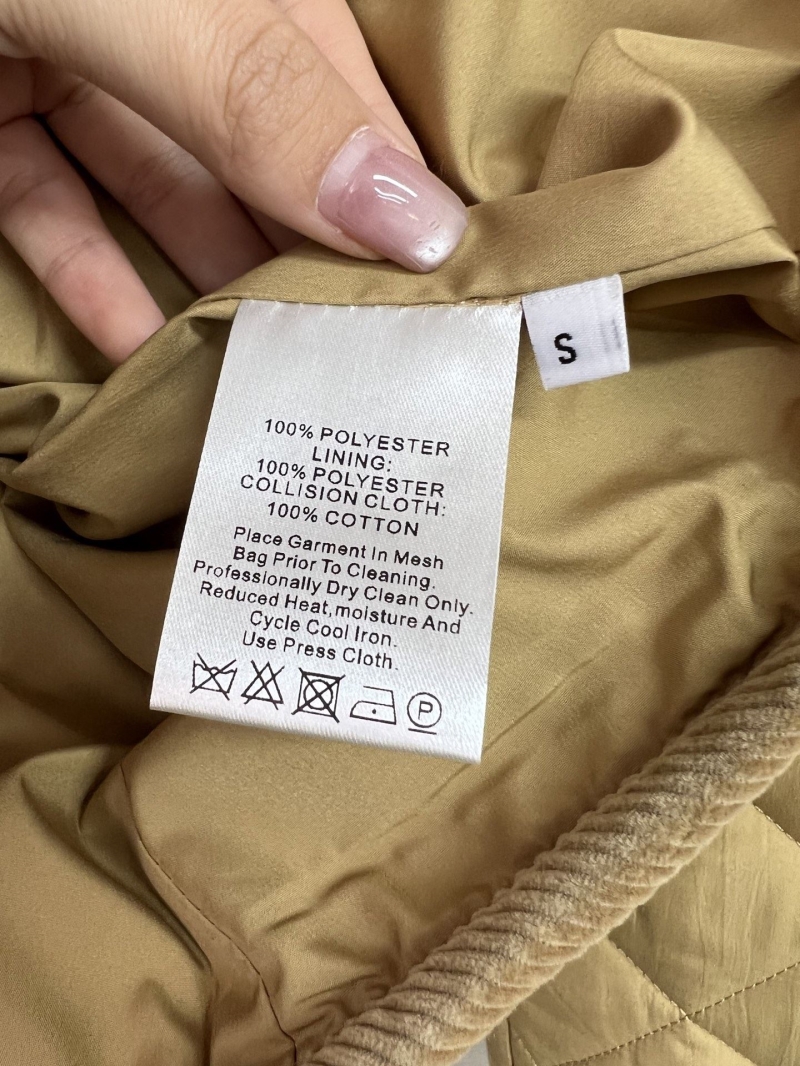 S
100% POLYESTER
LINING:
100% POLYESTER
COLLISION CLOTH:
100% COTTON
Place Garment In Mesh
Bag Prior To Cleaning.
Professionally Dry Clean Only.
Reduced Heat,moisture And
Cycle Cool Iron.
Use Press Cloth.
P